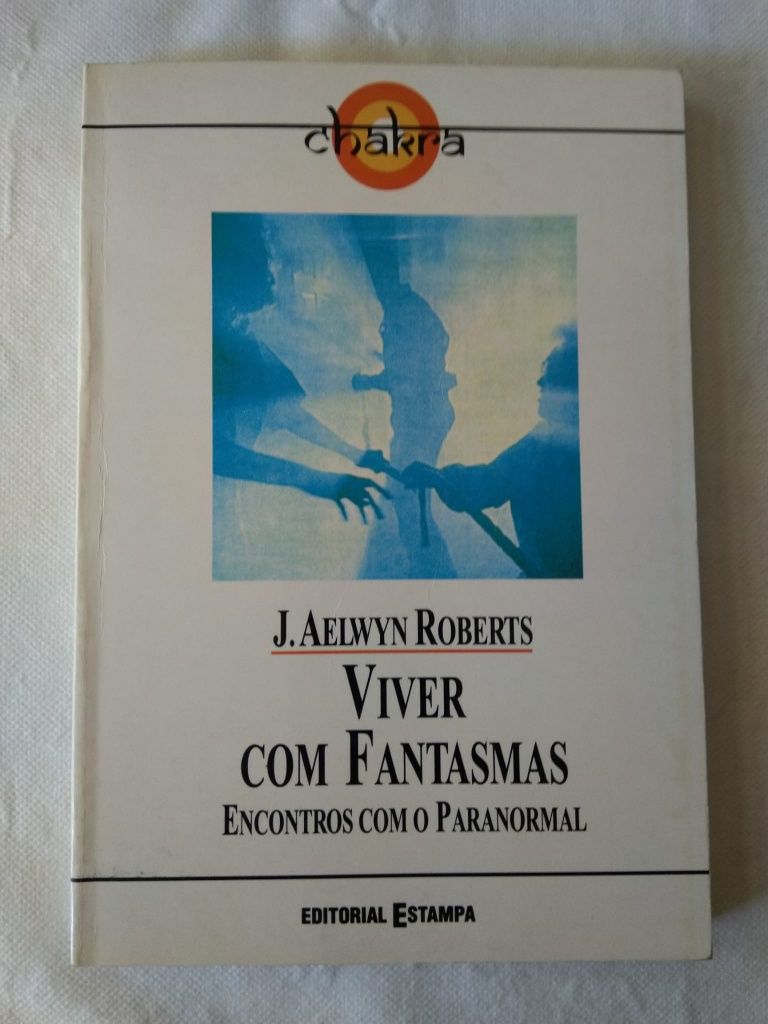 chakra
J. AELWYN ROBERTS
VIVER
COM FANTASMAS
ENCONTROS COM O PARANORMAL
EDITORIAL ESTAMPA